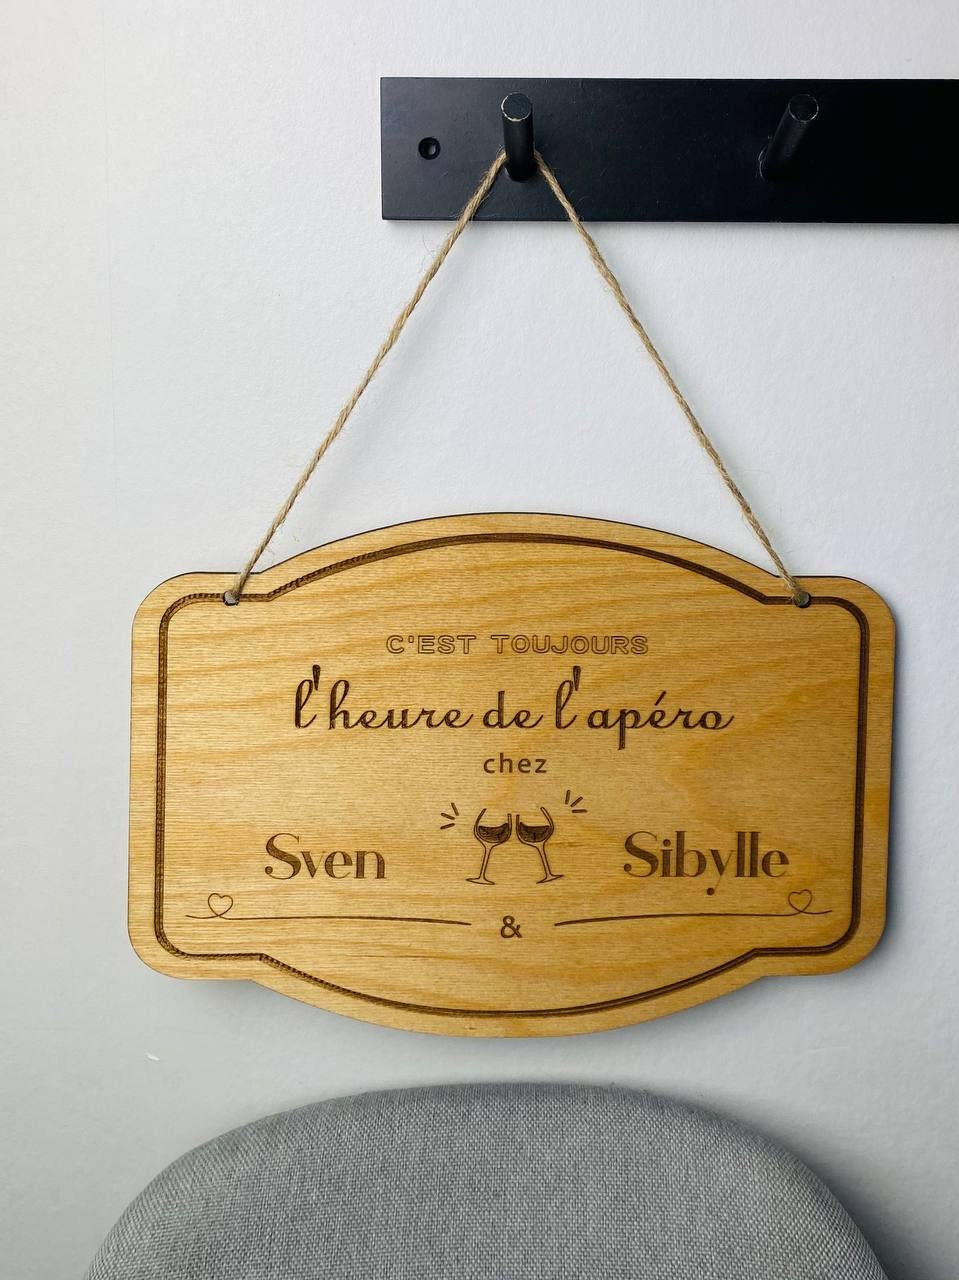 C'EST TOUJOURS
l'heure de l'apéro
chez
Sven Sibylle
&